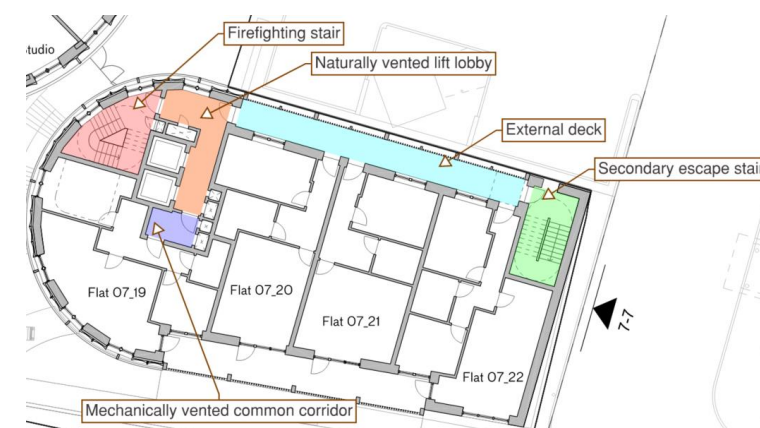 Firefighting stair
tudio
Naturally vented lift lobby
External deck
Secondary escape stai
Flat 07_19
Flat 07_20
Flat 07_21
7-7
Flat 07_22
Mechanically vented common corridor